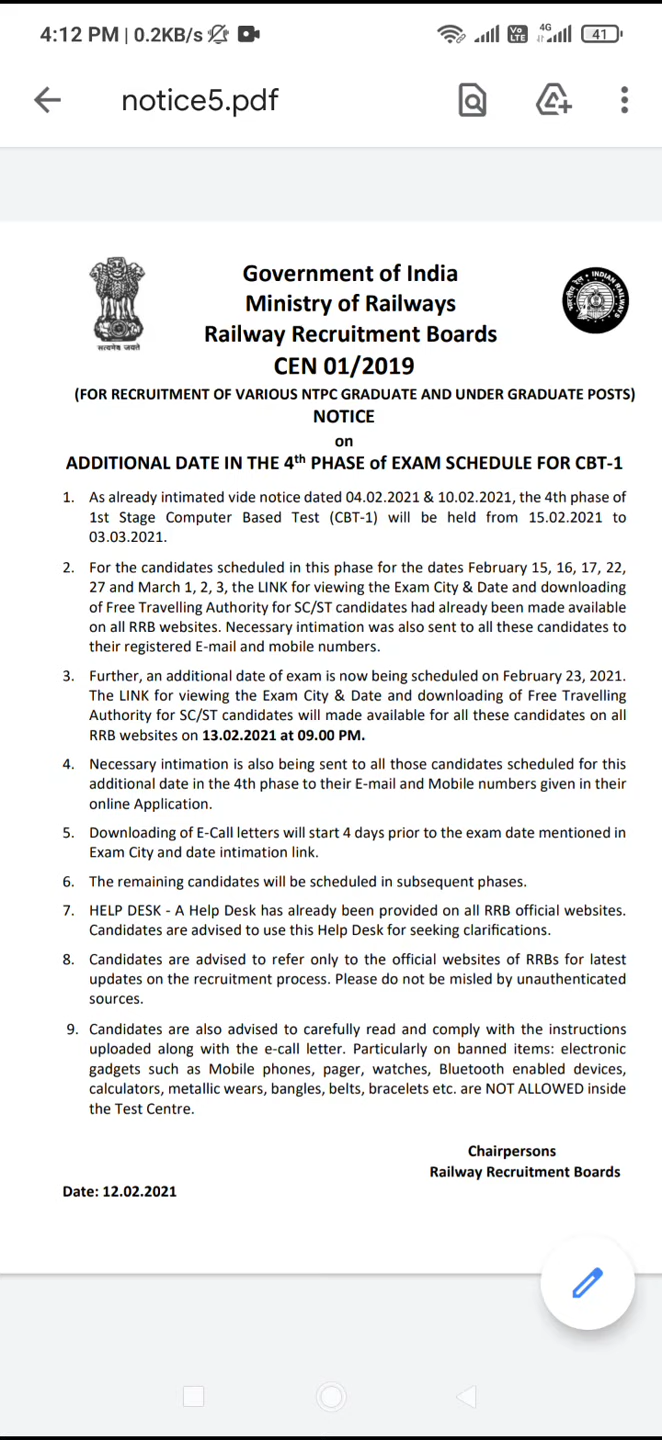 4:12 PM | 0.2KB/s
Vo LTE 4G 41
notice5.pdf
Government of India
Ministry of Railways
Railway Recruitment Boards
CEN 01/2019
सत्यमेव जयते
INDIAN RAILWAYS
भारतीय रेल
(FOR RECRUITMENT OF VARIOUS NTPC GRADUATE AND UNDER GRADUATE POSTS)
NOTICE
on
ADDITIONAL DATE IN THE 4th PHASE of EXAM SCHEDULE FOR CBT-1
1. As already intimated vide notice dated 04.02.2021 & 10.02.2021, the 4th phase of
1st Stage Computer Based Test (CBT-1) will be held from 15.02.2021 to
03.03.2021.
2. For the candidates scheduled in this phase for the dates February 15, 16, 17, 22,
27 and March 1, 2, 3, the LINK for viewing the Exam City & Date and downloading
of Free Travelling Authority for SC/ST candidates had already been made available
on all RRB websites. Necessary intimation was also sent to all these candidates to
their registered E-mail and mobile numbers.
3. Further, an additional date of exam is now being scheduled on February 23, 2021.
The LINK for viewing the Exam City & Date and downloading of Free Travelling
Authority for SC/ST candidates will made available for all these candidates on all
RRB websites on 13.02.2021 at 09.00 PM.
4. Necessary intimation is also being sent to all those candidates scheduled for this
additional date in the 4th phase to their E-mail and Mobile numbers given in their
online Application.
5. Downloading of E-Call letters will start 4 days prior to the exam date mentioned in
Exam City and date intimation link.
6. The remaining candidates will be scheduled in subsequent phases.
7. HELP DESK - A Help Desk has already been provided on all RRB official websites.
Candidates are advised to use this Help Desk for seeking clarifications.
8. Candidates are advised to refer only to the official websites of RRBs for latest
updates on the recruitment process. Please do not be misled by unauthenticated
sources.
9. Candidates are also advised to carefully read and comply with the instructions
uploaded along with the e-call letter. Particularly on banned items: electronic
gadgets such as Mobile phones, pager, watches, Bluetooth enabled devices,
calculators, metallic wears, bangles, belts, bracelets etc. are NOT ALLOWED inside
the Test Centre.
Chairpersons
Railway Recruitment Boards
Date: 12.02.2021